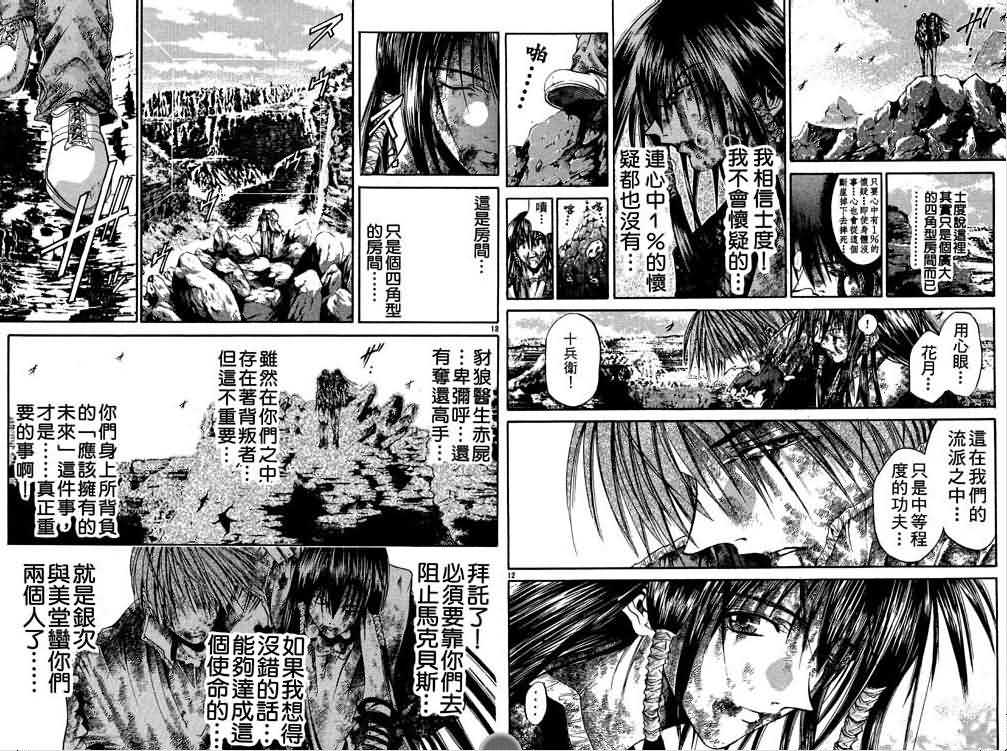 士度說這裡…
其實只是個廣大
的四角型房間而已
只要心中有1%的
懷疑…即使身體沒
事…心也會從這個
斷崖掉下去摔死…
我相信士度！
我不會懷疑的…
連心中1%的懷
疑都也沒有…
啪……
嘖…
用心眼…
花月…
！
十兵衛！
這在我們的
流派之中…
只是中等程
度的功夫…
…
12
這是房間…
只是個四角型
的房間……
13
豺狼醫生赤屍
…卑彌呼…還
有奪還高手…
雖然在你們之中
存在著背叛者…
但這不重要…
你們身上所背負
的「應該擁有的
未來」這件事，
才是……真正重
要的事啊！
拜託了！
必須要靠你們去
阻止馬克貝斯…
如果我想得
沒錯的話…
能夠達成這
個使命的…
就是銀次
與美堂蠻你們
兩個人了……